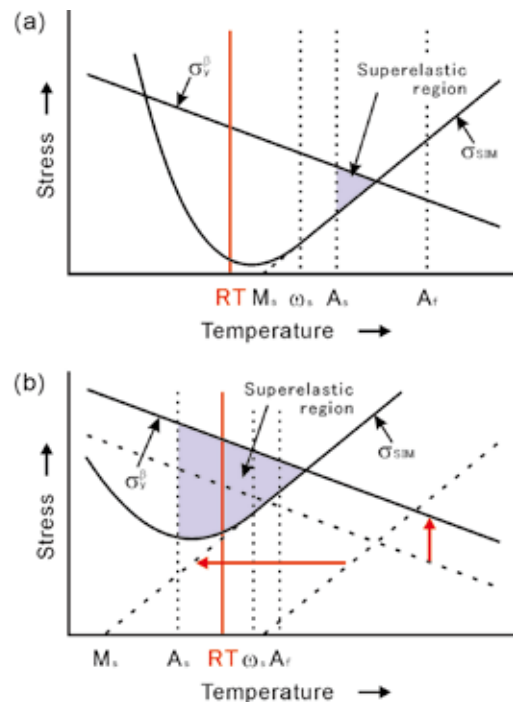 (a)
σyβ
Superelastic
region
σSIM
Stress
RT Ms ωs As Af
Temperature
(b)
Superelastic
region
σyβ
σSIM
Stress
Ms As RT ωs Af
Temperature